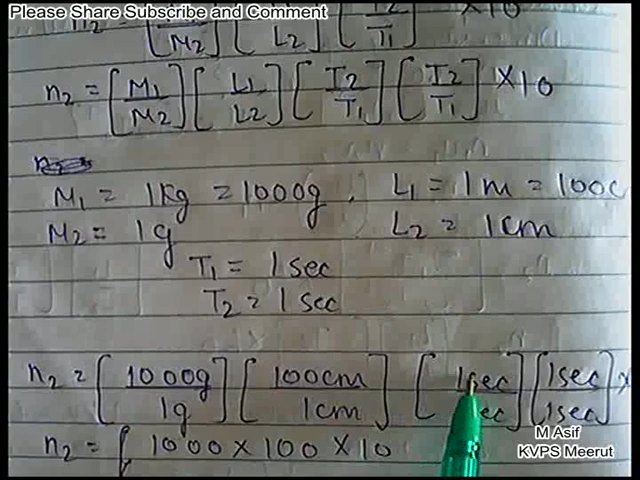 Please Share Subscribe and Comment
n2 = [M1/M2] [L1/L2] [T2/T1] [T2/T1] ×10
M1 = 1Kg = 1000g , L1 = 1m = 100c
M2 = 1g L2 = 1cm
T1 = 1sec
T2 = 1sec
n2 = [1000g/1g] [100cm/1cm] [1sec/sec] [1sec/1sec] ×
n2 = [ 1000 × 100 × 10
M Asif
KVPS Meerut